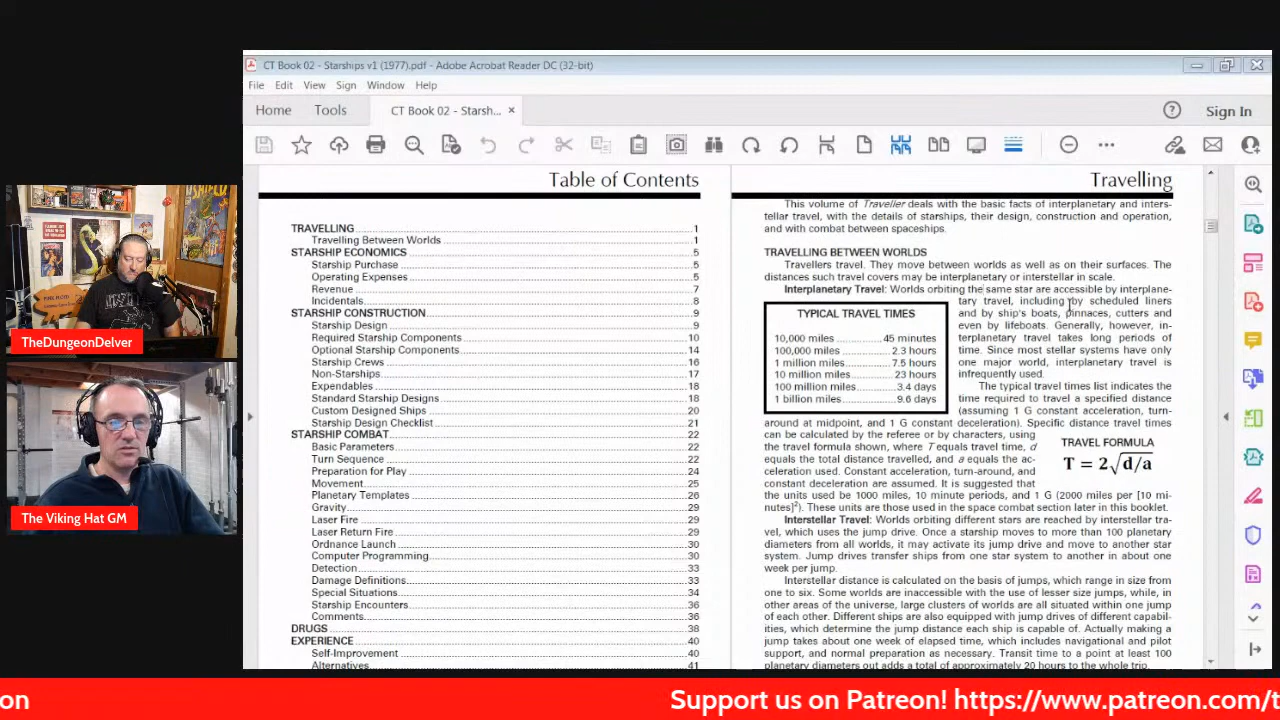 CT Book 02 - Starships v1 (1977).pdf - Adobe Acrobat Reader DC (32-bit)
File Edit View Sign Window Help
Home Tools CT Book 02 - Starsh... ×
Sign In
Table of Contents
TRAVELLING 1
Travelling Between Worlds 1
STARSHIP ECONOMICS 5
Starship Purchase 5
Operating Expenses 5
Revenue 7
Incidentals 8
STARSHIP CONSTRUCTION 9
Starship Design 9
Required Starship Components 10
Optional Starship Components 14
Starship Crews 16
Non-Starships 17
Expendables 18
Standard Starship Designs 18
Custom Designed Ships 20
Starship Design Checklist 21
STARSHIP COMBAT 22
Basic Parameters 22
Turn Sequence 22
Preparation for Play 24
Movement 25
Planetary Templates 26
Gravity 29
Laser Fire 29
Laser Return Fire 29
Ordnance Launch 30
Computer Programming 30
Detection 33
Damage Definitions 33
Special Situations 34
Starship Encounters 36
Comments 36
DRUGS 38
EXPERIENCE 40
Self-Improvement 40
Alternatives 41
Travelling
This volume of Traveller deals with the basic facts of interplanetary and inters-
tellar travel, with the details of starships, their design, construction and operation,
and with combat between spaceships.
TRAVELLING BETWEEN WORLDS
Travellers travel. They move between worlds as well as on their surfaces. The
distances such travel covers may be interplanetary or interstellar in scale.
Interplanetary Travel: Worlds orbiting the same star are accessible by interplane-
tary travel, including by scheduled liners
and by ship's boats, pinnaces, cutters and
even by lifeboats. Generally, however, in-
terplanetary travel takes long periods of
time. Since most stellar systems have only
one major world, interplanetary travel is
infrequently used.
TYPICAL TRAVEL TIMES
10,000 miles 45 minutes
100,000 miles 2.3 hours
1 million miles 7.5 hours
10 million miles 23 hours
100 million miles 3.4 days
1 billion miles 9.6 days
The typical travel times list indicates the
time required to travel a specified distance
(assuming 1 G constant acceleration, turn-
around at midpoint, and 1 G constant deceleration). Specific distance travel times
can be calculated by the referee or by characters, using
the travel formula shown, where T equals travel time, d
equals the total distance travelled, and a equals the ac-
celeration used. Constant acceleration, turn-around, and
constant deceleration are assumed. It is suggested that
TRAVEL FORMULA
T = 2√d/a
the units used be 1000 miles, 10 minute periods, and 1 G (2000 miles per [10 mi-
nutes]²). These units are those used in the space combat section later in this booklet.
Interstellar Travel: Worlds orbiting different stars are reached by interstellar tra-
vel, which uses the jump drive. Once a starship moves to more than 100 planetary
diameters from all worlds, it may activate its jump drive and move to another star
system. Jump drives transfer ships from one star system to another in about one
week per jump.
Interstellar distance is calculated on the basis of jumps, which range in size from
one to six. Some worlds are inaccessible with the use of lesser size jumps, while, in
other areas of the universe, large clusters of worlds are all situated within one jump
of each other. Different ships are also equipped with jump drives of different capabil-
ities, which determine the jump distance each ship is capable of. Actually making a
jump takes about one week of elapsed time, which includes navigational and pilot
support, and normal preparation as necessary. Transit time to a point at least 100
planetary diameters out adds a total of approximately 20 hours to the whole trip.
TheDungeonDelver
The Viking Hat GM
on
Support us on Patreon! https://www.patreon.com/t